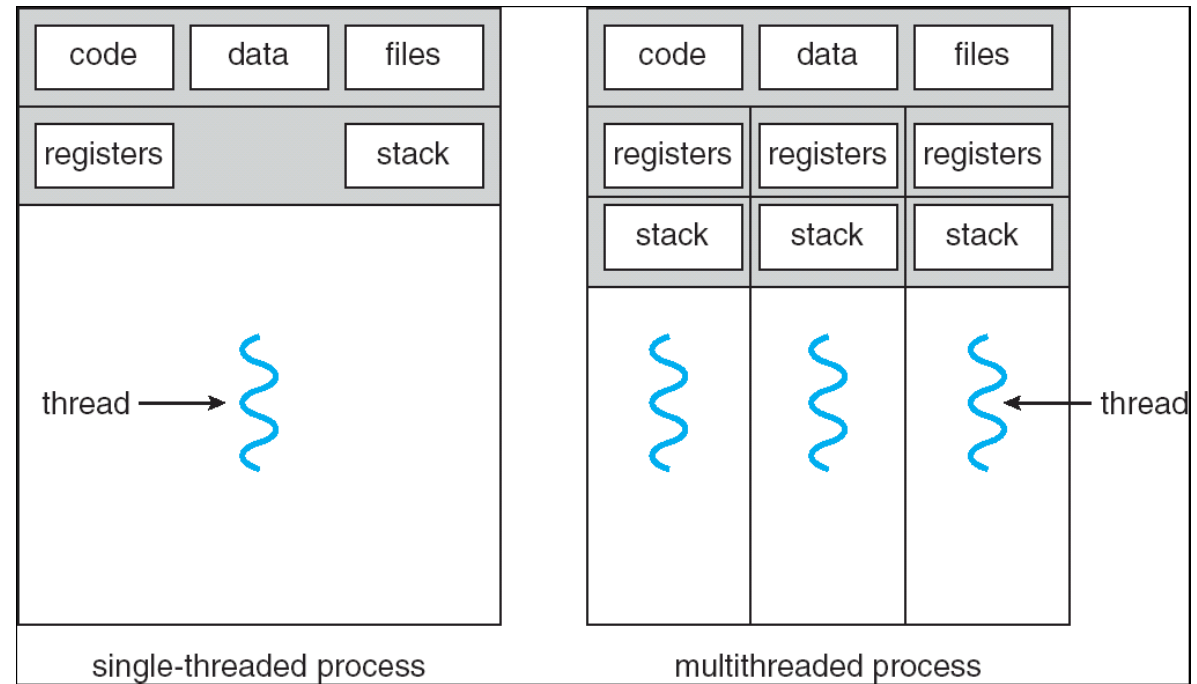 code data files
registers stack
thread
single-threaded process
code data files
registers registers registers
stack stack stack
thread
multithreaded process